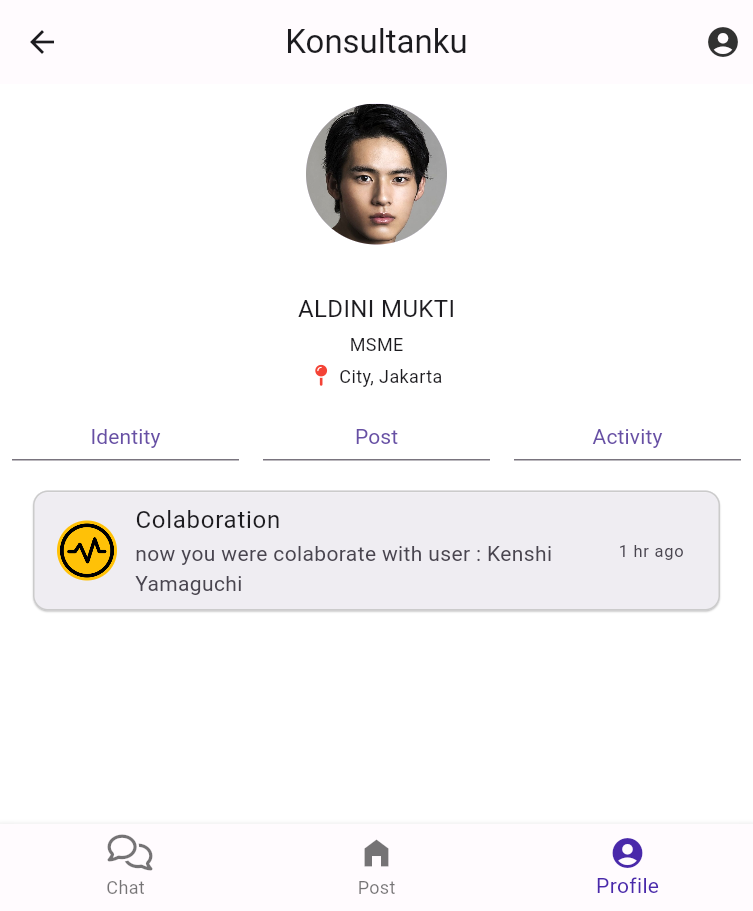 Konsultanku
ALDINI MUKTI
MSME
City, Jakarta
Identity
Post
Activity
Colaboration
now you were colaborate with user : Kenshi
Yamaguchi
1 hr ago
Chat
Post
Profile